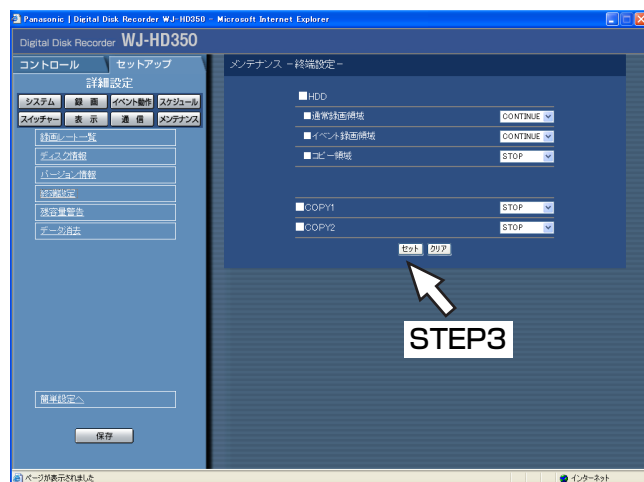 Panasonic | Digital Disk Recorder WJ-HD350 - Microsoft Internet Explorer
Digital Disk Recorder WJ-HD350
コントロール セットアップ
メンテナンス －終端設定－
詳細設定
システム 録 画 イベント動作 スケジュール
スイッチャー 表 示 通 信 メンテナンス
録画レート一覧
ディスク情報
バージョン情報
終端設定
残容量警告
データ消去
簡単設定へ
保存
■HDD
■通常録画領域 CONTINUE
■イベント録画領域 CONTINUE
■コピー領域 STOP
■COPY1 STOP
■COPY2 STOP
セット クリア
STEP3
ページが表示されました
インターネット